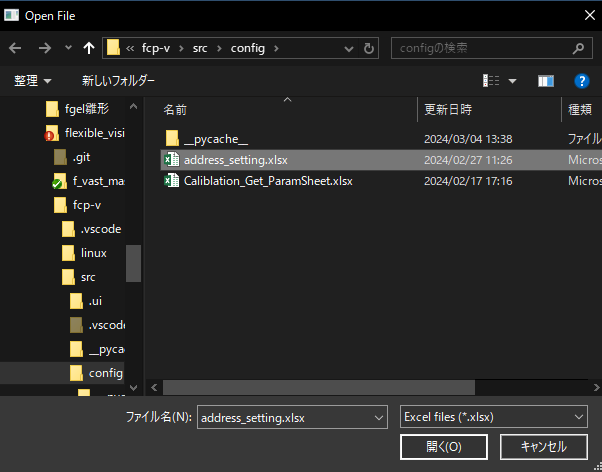 Open File
« fcp-v › src › config ›
configの検索
整理 新しいフォルダー
名前 更新日時 種類
__pycache__ 2024/03/04 13:38 ファイル
address_setting.xlsx 2024/02/27 11:26 Micros
Caliblation_Get_ParamSheet.xlsx 2024/02/17 17:16 Micros
fgel雛形
flexible_visi
.git
f_vast_mas
fcp-v
.vscode
linux
src
.ui
.vscode
__pyca
config
ファイル名(N): address_setting.xlsx Excel files (*.xlsx)
開く(O) キャンセル